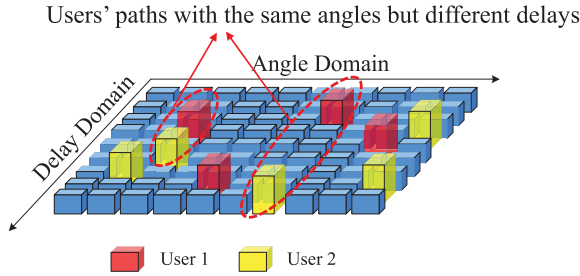 Users' paths with the same angles but different delays
Angle Domain
Delay Domain
User 1
User 2